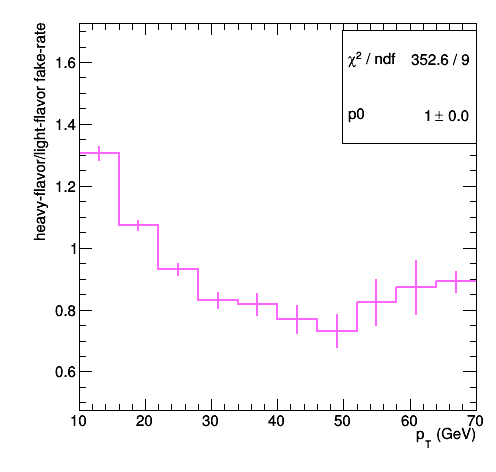 heavy-flavor/light-flavor fake-rate
χ² / ndf 352.6 / 9
p0 1 ± 0.0
1.6
1.4
1.2
1
0.8
0.6
10 20 30 40 50 60 70
p_T (GeV)